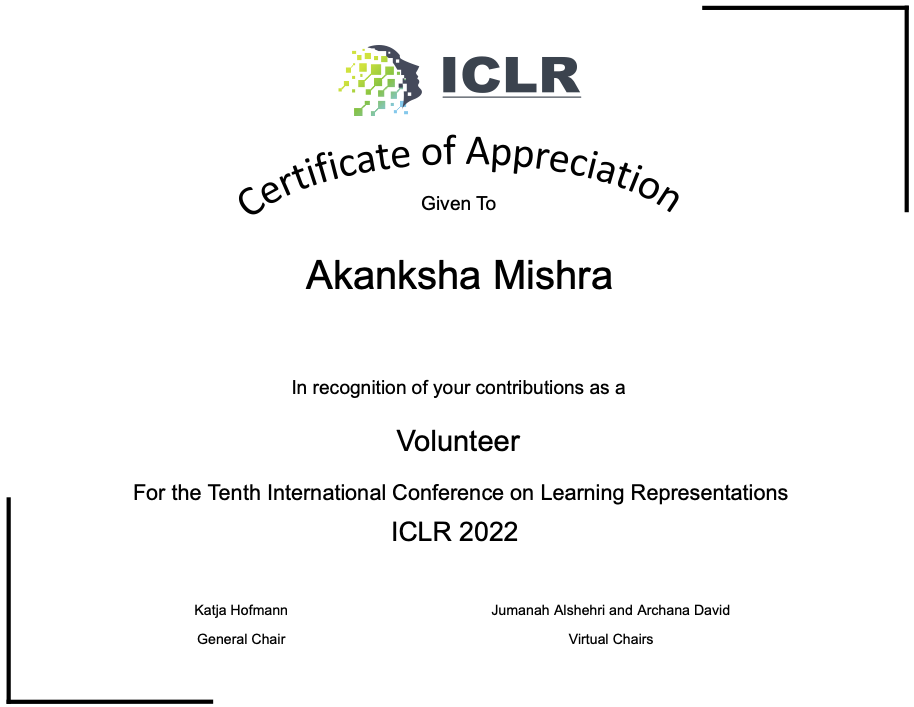 ICLR
Certificate of Appreciation
Given To
Akanksha Mishra
In recognition of your contributions as a
Volunteer
For the Tenth International Conference on Learning Representations
ICLR 2022
Katja Hofmann
Jumanah Alshehri and Archana David
General Chair
Virtual Chairs